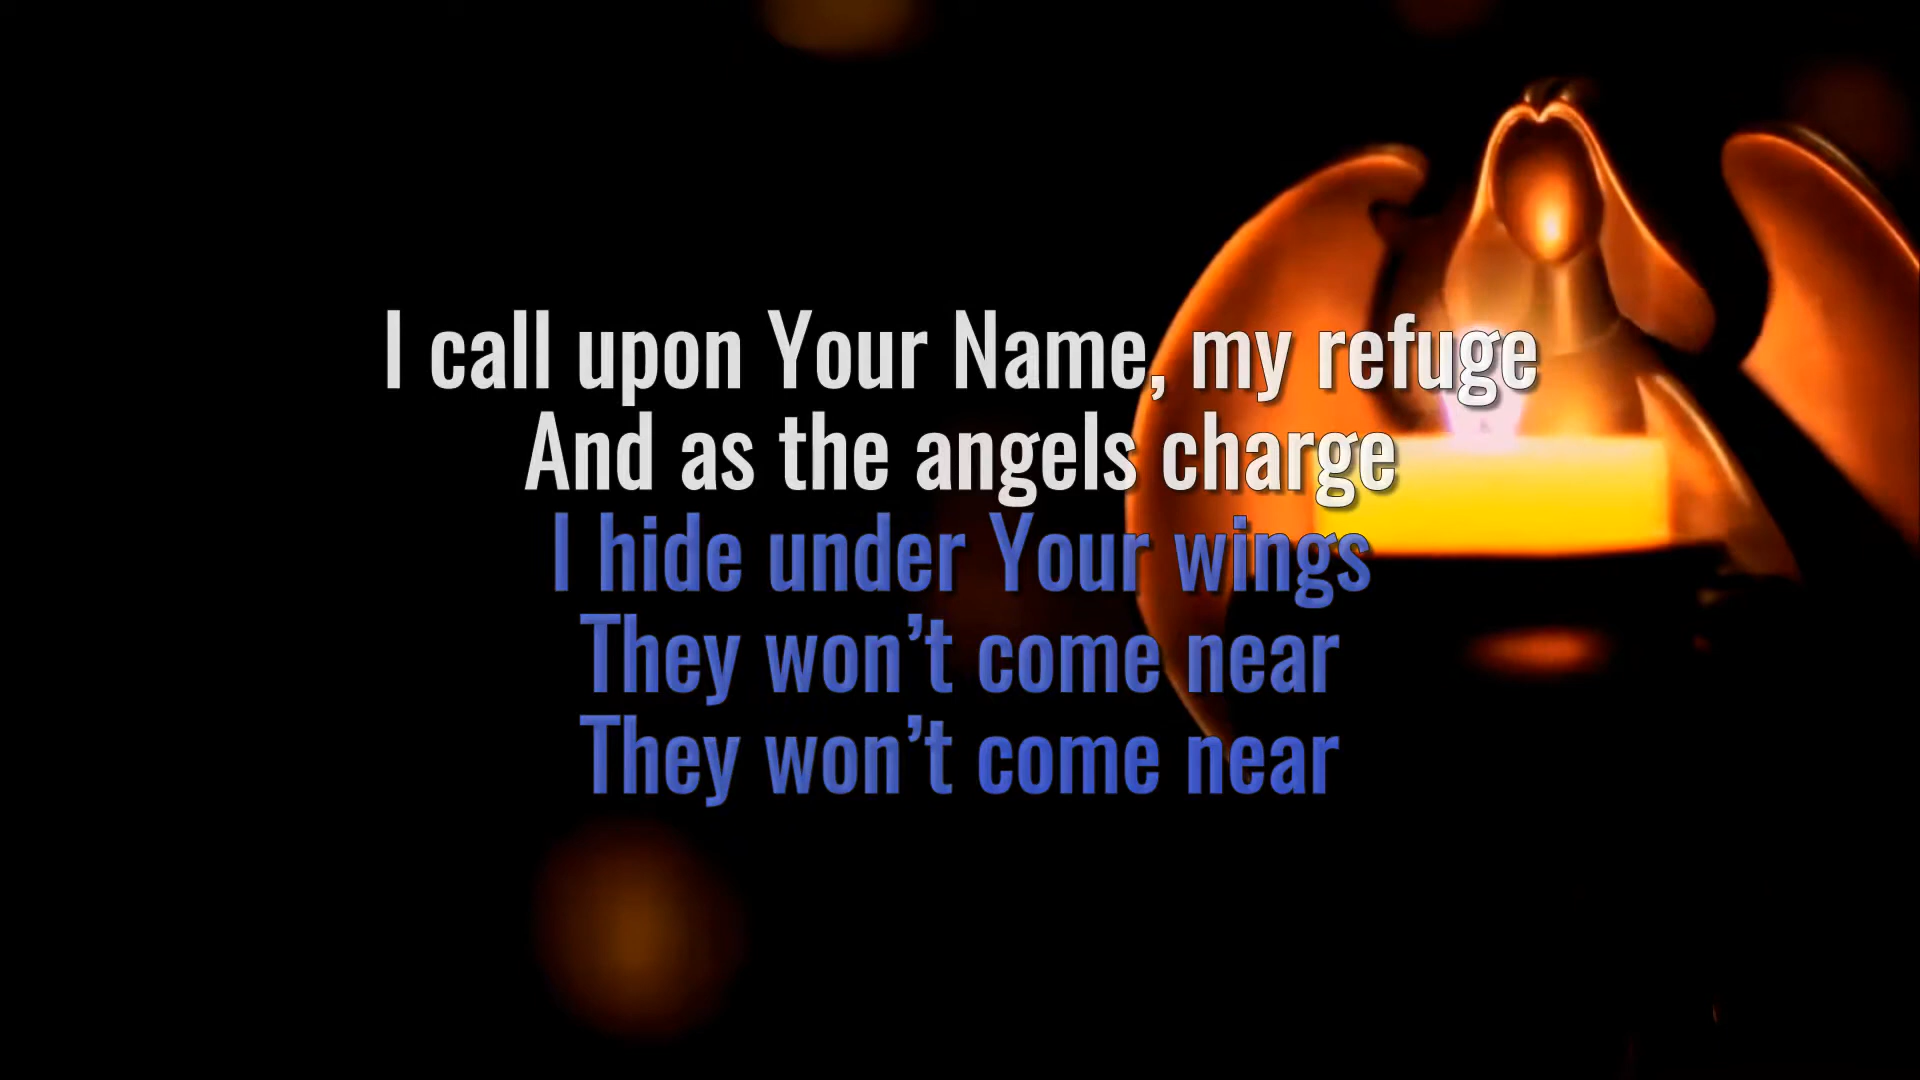 I call upon Your Name, my refuge
And as the angels charge
I hide under Your wings
They won’t come near
They won’t come near